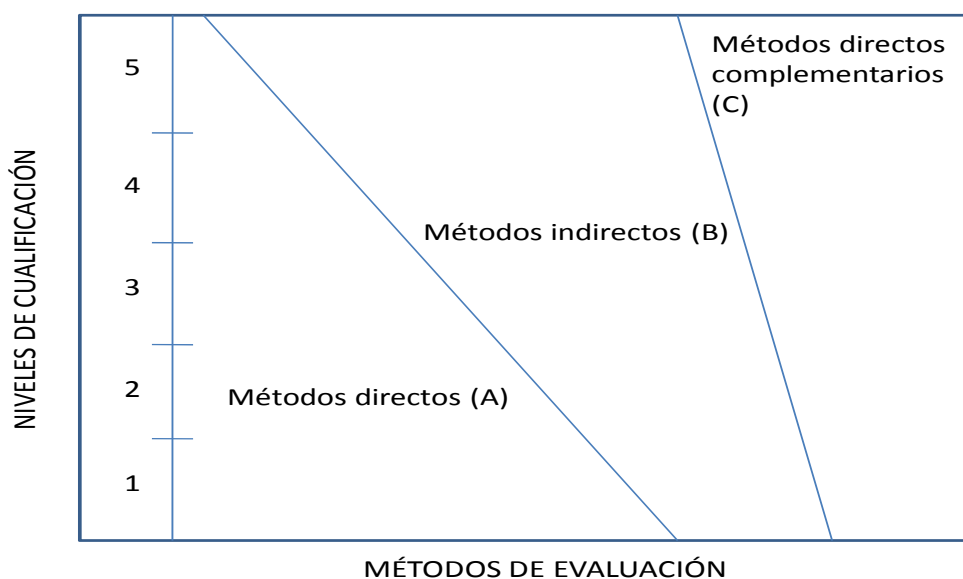 NIVELES DE CUALIFICACIÓN
5
4
3
2
1
Métodos directos
complementarios
(C)
Métodos indirectos (B)
Métodos directos (A)
MÉTODOS DE EVALUACIÓN